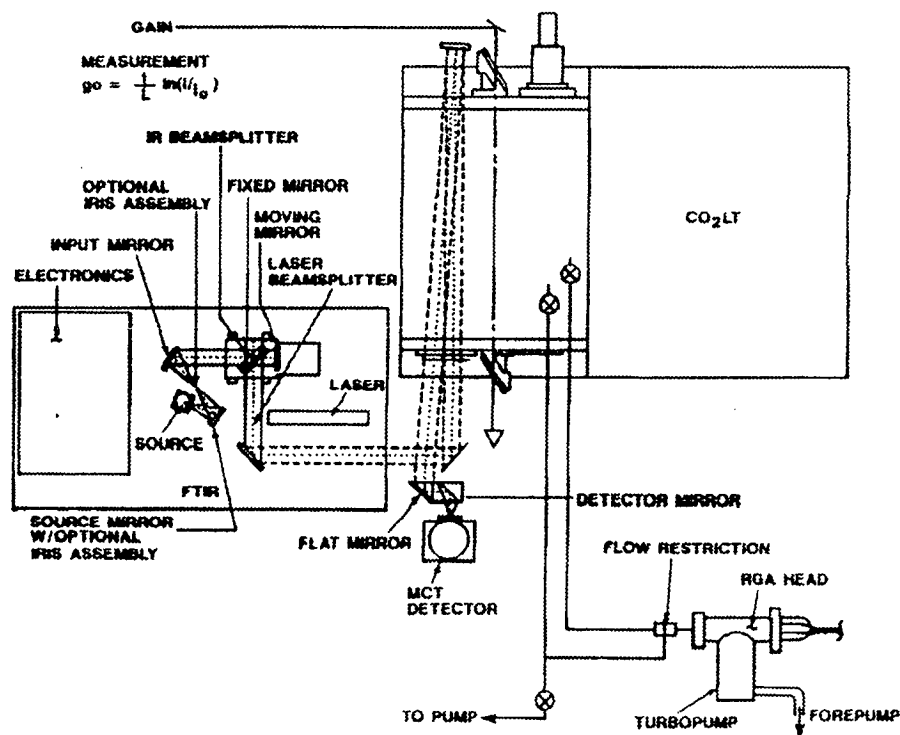 GAIN
MEASUREMENT
go = 1/L ln(i/i₀)
IR BEAMSPLITTER
OPTIONAL
IRIS ASSEMBLY
FIXED MIRROR
MOVING
MIRROR
INPUT MIRROR
LASER
BEAMSPLITTER
ELECTRONICS
CO₂LT
LASER
SOURCE
FTIR
SOURCE MIRROR
W/OPTIONAL
IRIS ASSEMBLY
FLAT MIRROR
DETECTOR MIRROR
MCT
DETECTOR
FLOW RESTRICTION
RGA HEAD
TO PUMP
TURBOPUMP
FOREPUMP